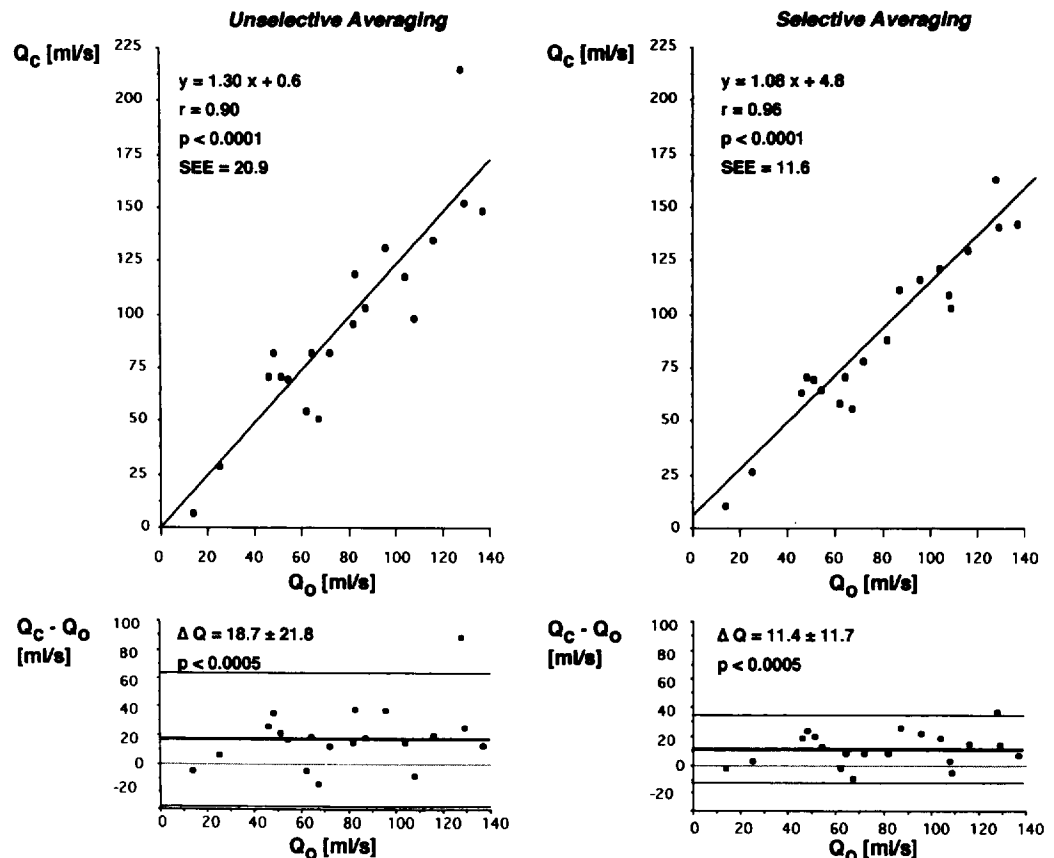 Unselective Averaging
Qc [ml/s]
225
200
175
150
125
100
75
50
25
0
y = 1.30 x + 0.6
r = 0.90
p < 0.0001
SEE = 20.9
0 20 40 60 80 100 120 140
Qo [ml/s]
Selective Averaging
Qc [ml/s]
225
200
175
150
125
100
75
50
25
0
y = 1.08 x + 4.8
r = 0.96
p < 0.0001
SEE = 11.6
0 20 40 60 80 100 120 140
Qo [ml/s]
Qc - Qo
[ml/s]
100
80
60
40
20
0
-20
Δ Q = 18.7 ± 21.8
p < 0.0005
0 20 40 60 80 100 120 140
Qo [ml/s]
Qc - Qo
[ml/s]
100
80
60
40
20
0
-20
Δ Q = 11.4 ± 11.7
p < 0.0005
0 20 40 60 80 100 120 140
Qo [ml/s]